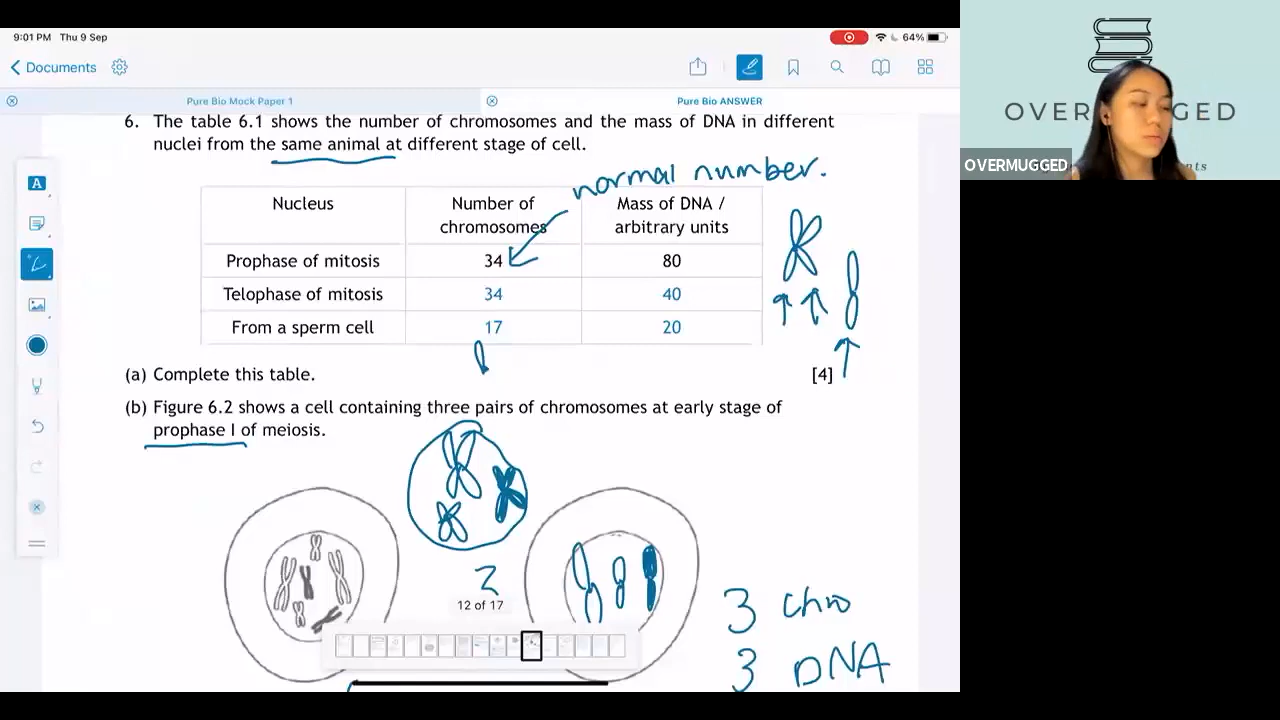 9:01 PM Thu 9 Sep
64%
Documents
Pure Bio Mock Paper 1
Pure Bio ANSWER
6. The table 6.1 shows the number of chromosomes and the mass of DNA in different
nuclei from the same animal at different stage of cell.
normal number.
Nucleus Number of chromosomes Mass of DNA / arbitrary units
Prophase of mitosis 34 80
Telophase of mitosis 34 40
From a sperm cell 17 20
(a) Complete this table. [4]
(b) Figure 6.2 shows a cell containing three pairs of chromosomes at early stage of
prophase I of meiosis.
2
12 of 17
3 chro
3 DNA
OVERMUGGED